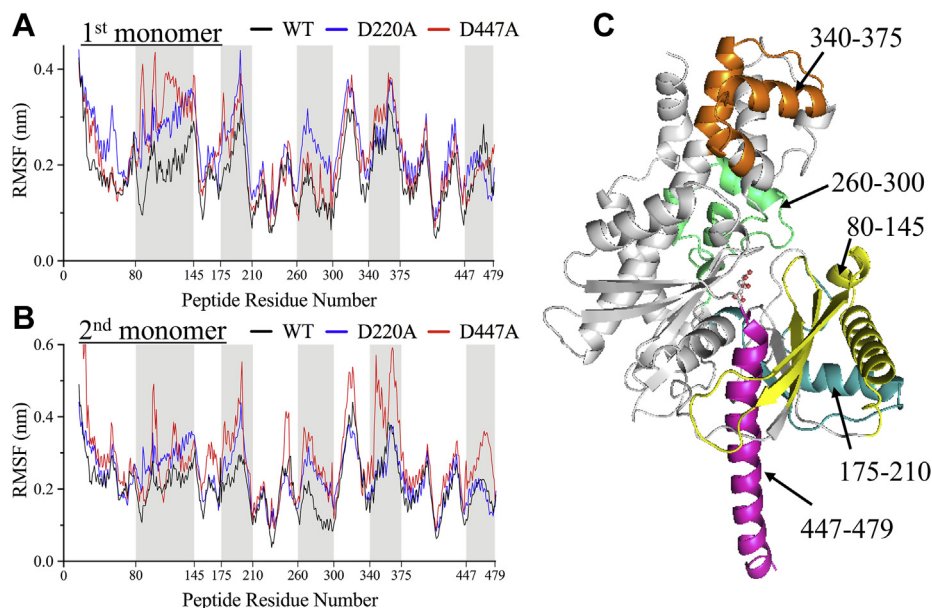 A
1st monomer
WT
D220A
D447A
RMSF (nm)
0.4
0.2
0.0
0
80
145
175
210
260
300
340
375
447
479
Peptide Residue Number
B
2nd monomer
WT
D220A
D447A
RMSF (nm)
0.6
0.4
0.2
0.0
0
80
145
175
210
260
300
340
375
447
479
Peptide Residue Number
C
340-375
260-300
80-145
175-210
447-479